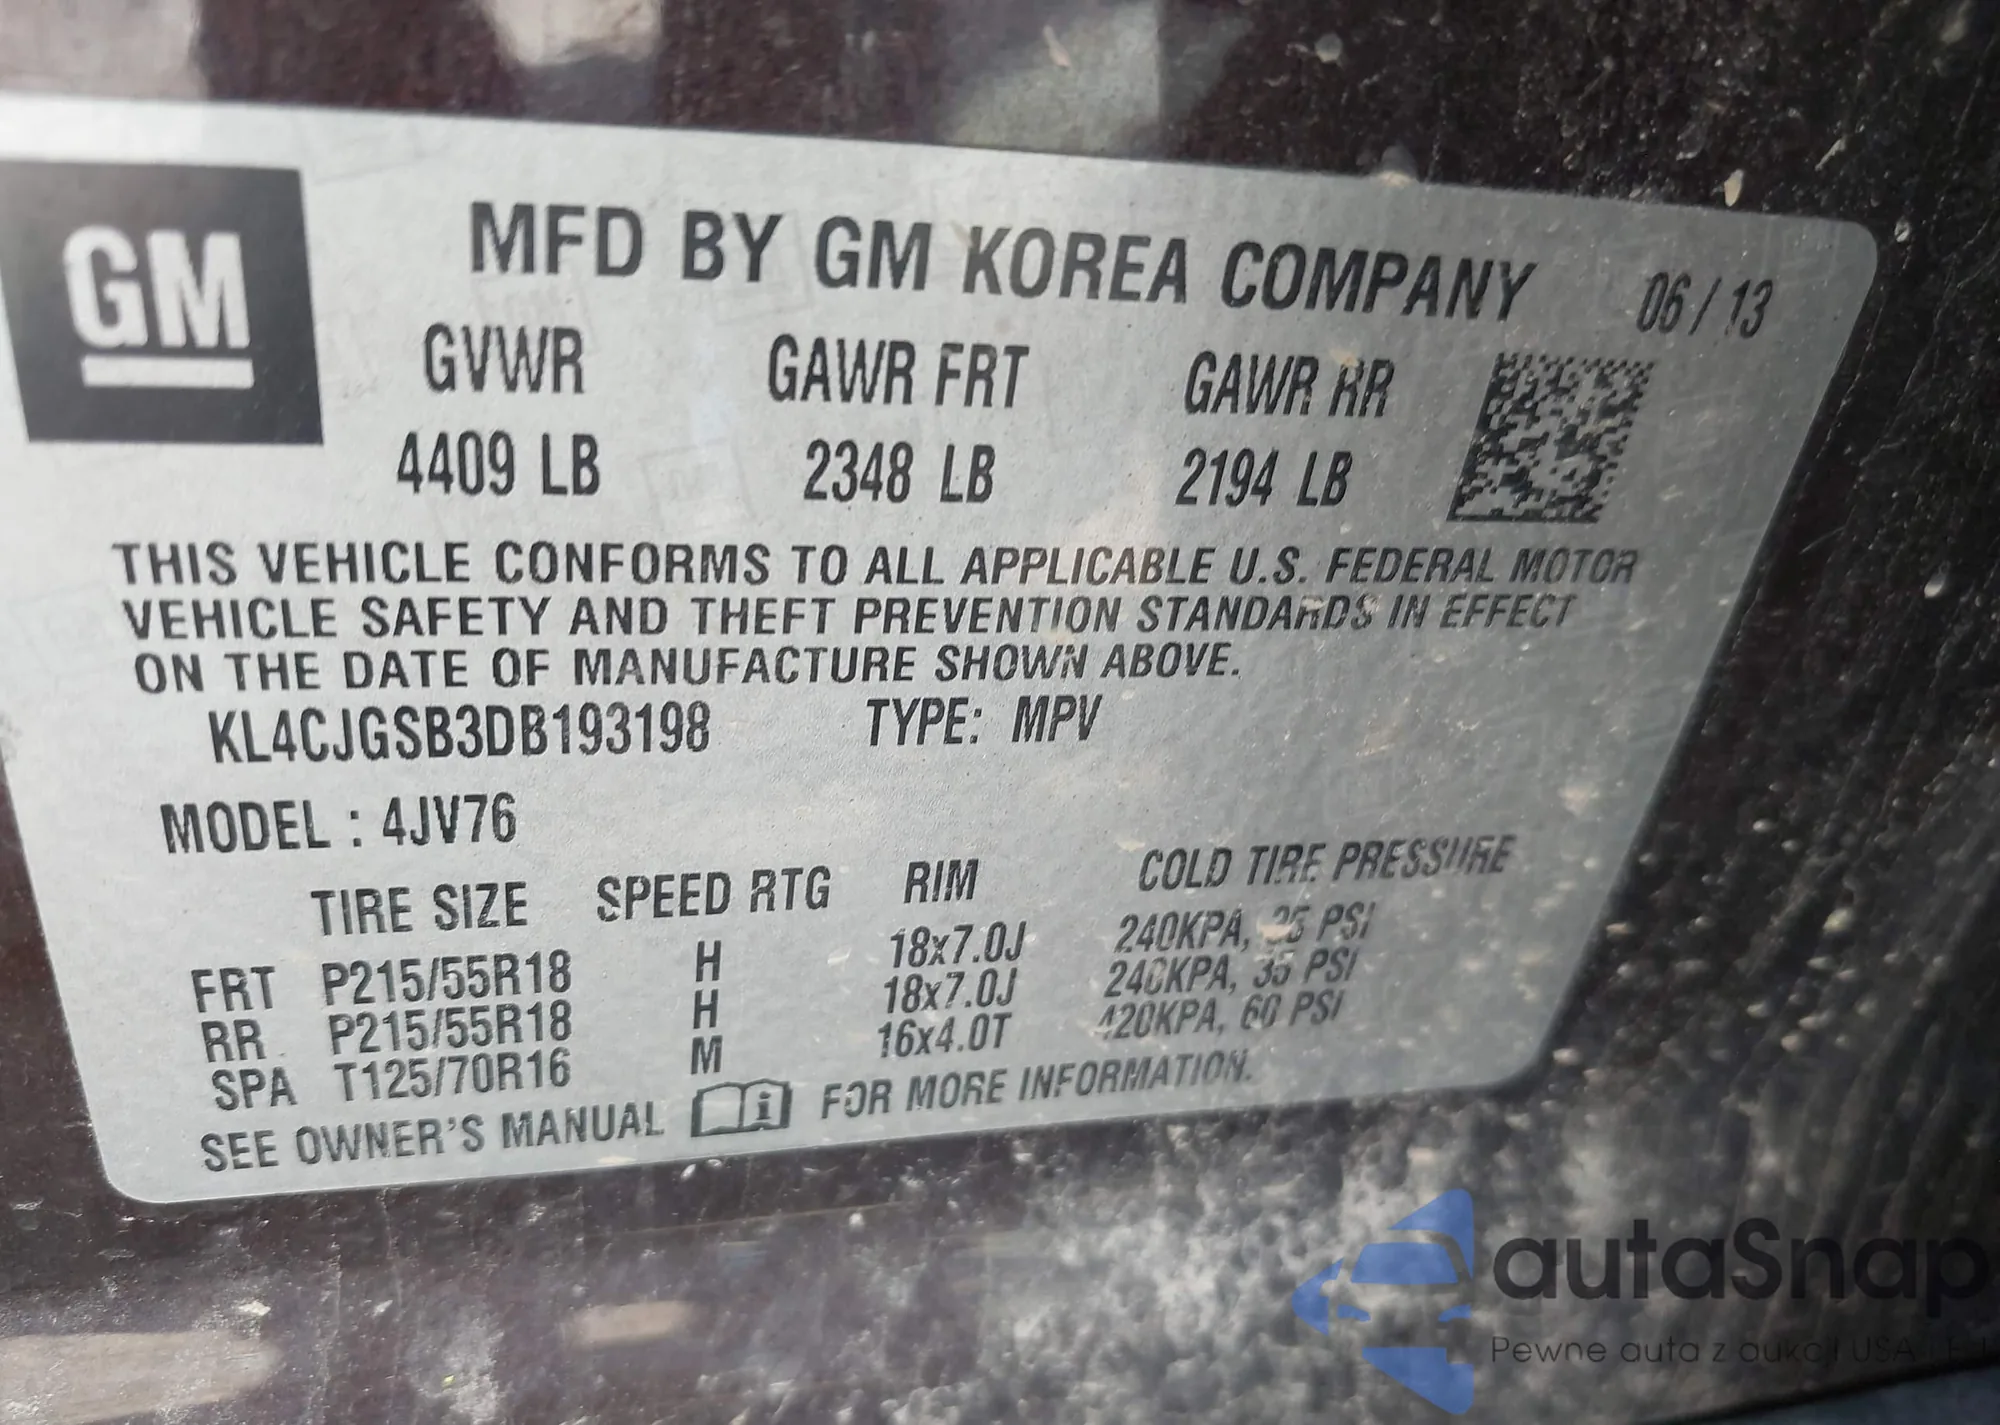 GM
MFD BY GM KOREA COMPANY 06 / 13
GVWR GAWR FRT GAWR RR
4409 LB 2348 LB 2194 LB
THIS VEHICLE CONFORMS TO ALL APPLICABLE U.S. FEDERAL MOTOR
VEHICLE SAFETY AND THEFT PREVENTION STANDARDS IN EFFECT
ON THE DATE OF MANUFACTURE SHOWN ABOVE.
KL4CJGSB3DB193198 TYPE: MPV
MODEL : 4JV76
TIRE SIZE SPEED RTG RIM COLD TIRE PRESSURE
FRT P215/55R18 H 18x7.0J 240KPA, 35 PSI
RR P215/55R18 H 18x7.0J 240KPA, 35 PSI
SPA T125/70R16 M 16x4.0T 420KPA, 60 PSI
SEE OWNER'S MANUAL i FOR MORE INFORMATION.
autaSnap
Pewne auta z aukcji USA